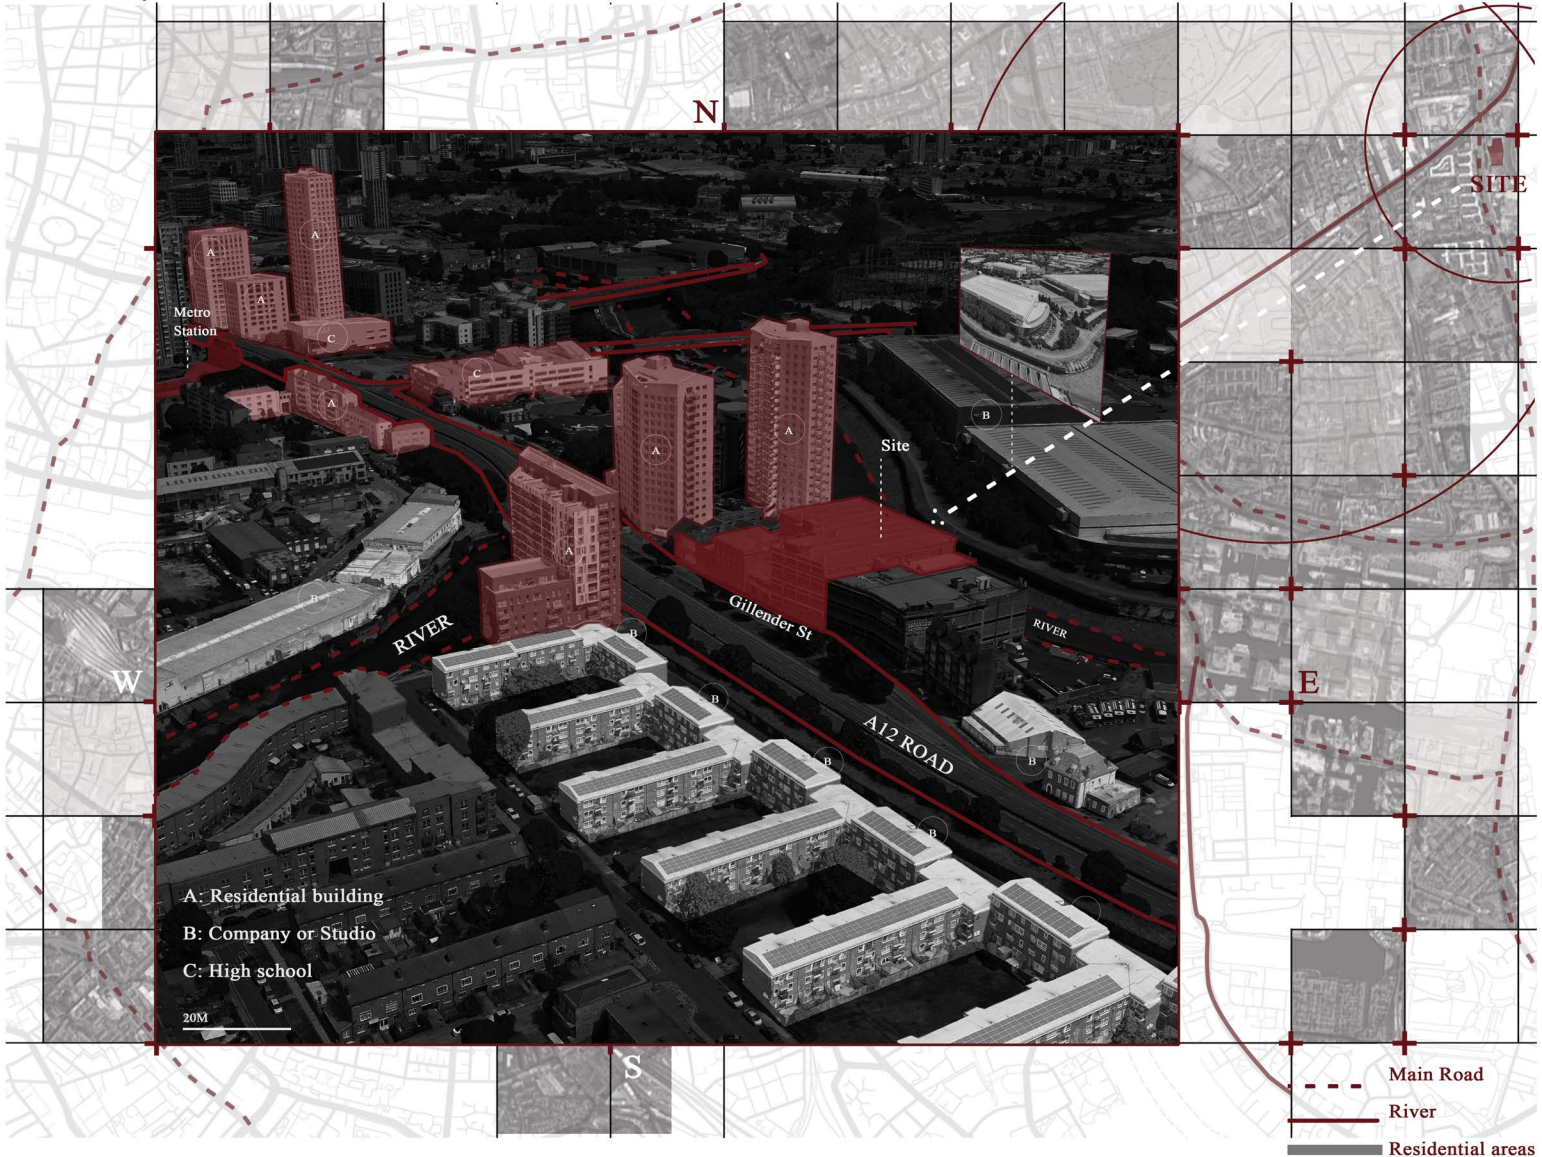 N
SITE
A
A
A
Metro
Station
C
C
A
A
A
B
Site
A
B
Gillender St
RIVER
RIVER
B
W
E
B
A12 ROAD
B
B
B
A: Residential building
B: Company or Studio
C: High school
20M
S
Main Road
River
Residential areas